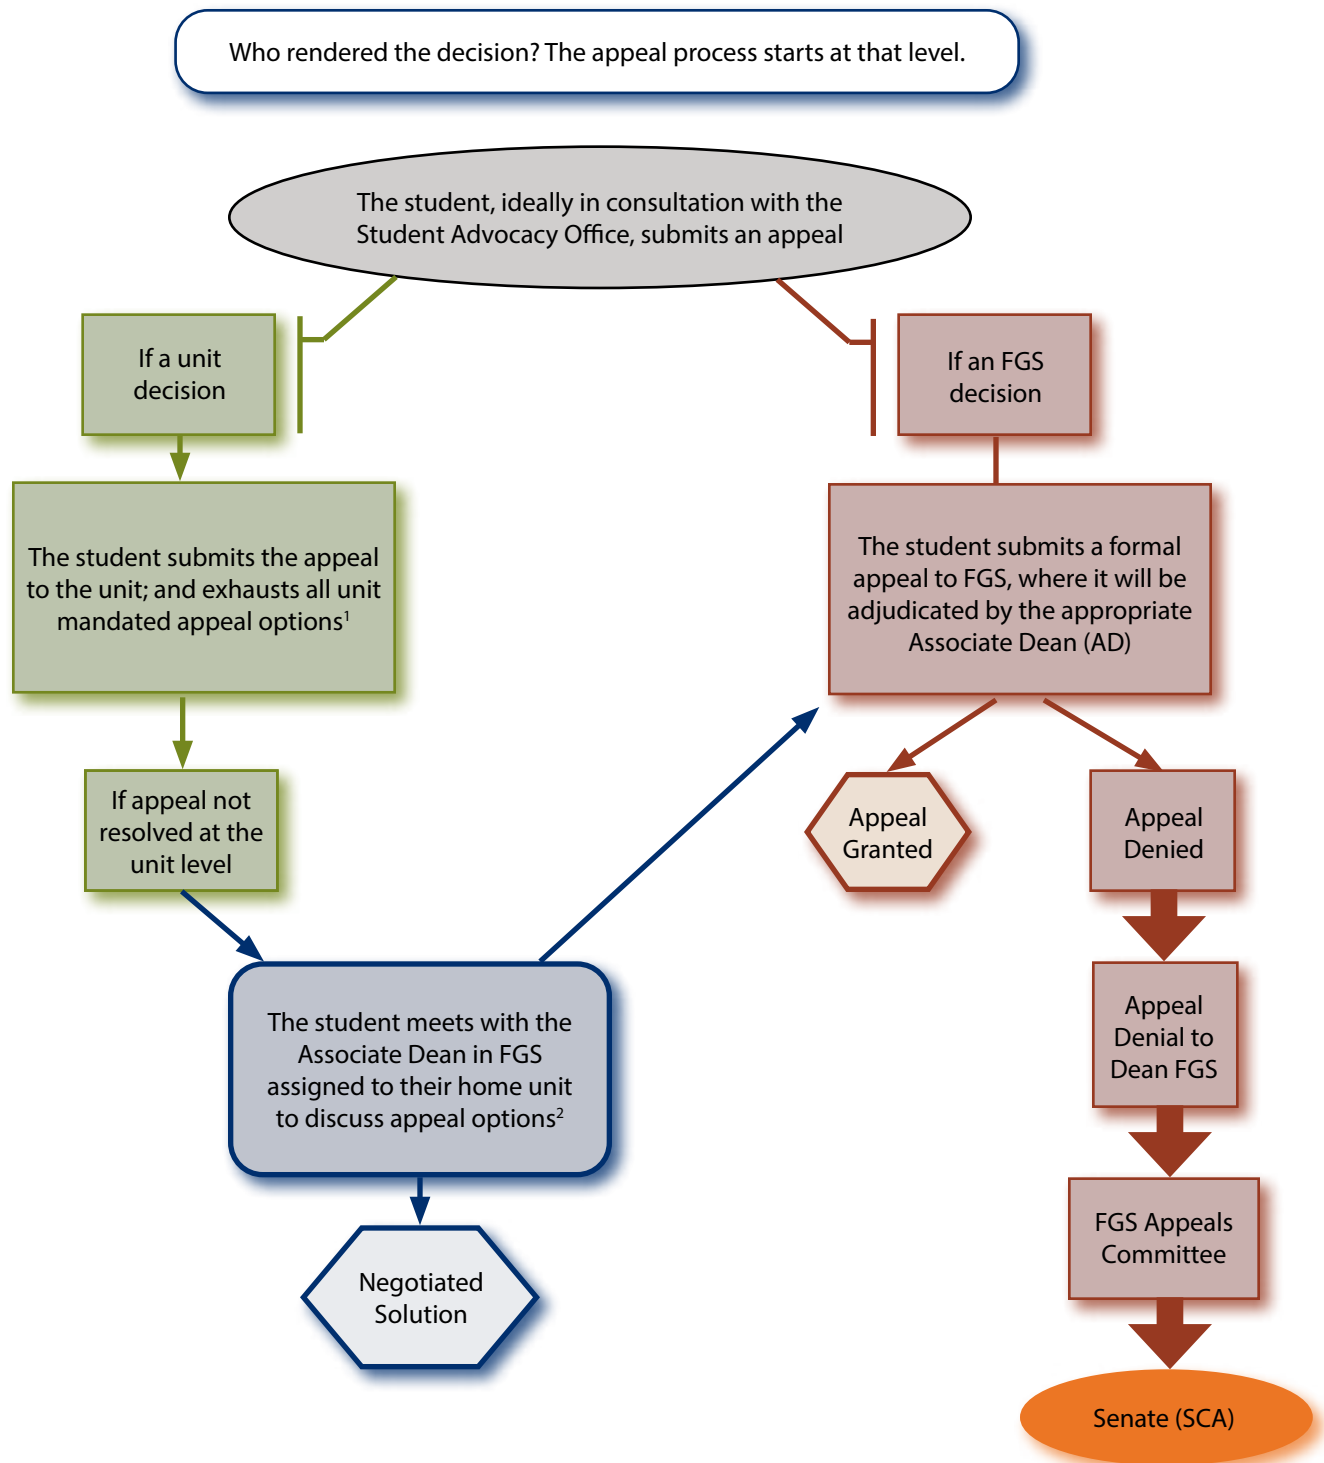 Who rendered the decision? The appeal process starts at that level.
The student, ideally in consultation with the
Student Advocacy Office, submits an appeal
If a unit
decision
If an FGS
decision
The student submits the appeal
to the unit; and exhausts all unit
mandated appeal options¹
The student submits a formal
appeal to FGS, where it will be
adjudicated by the appropriate
Associate Dean (AD)
If appeal not
resolved at the
unit level
Appeal
Granted
Appeal
Denied
The student meets with the
Associate Dean in FGS
assigned to their home unit
to discuss appeal options²
Appeal
Denial to
Dean FGS
Negotiated
Solution
FGS Appeals
Committee
Senate (SCA)